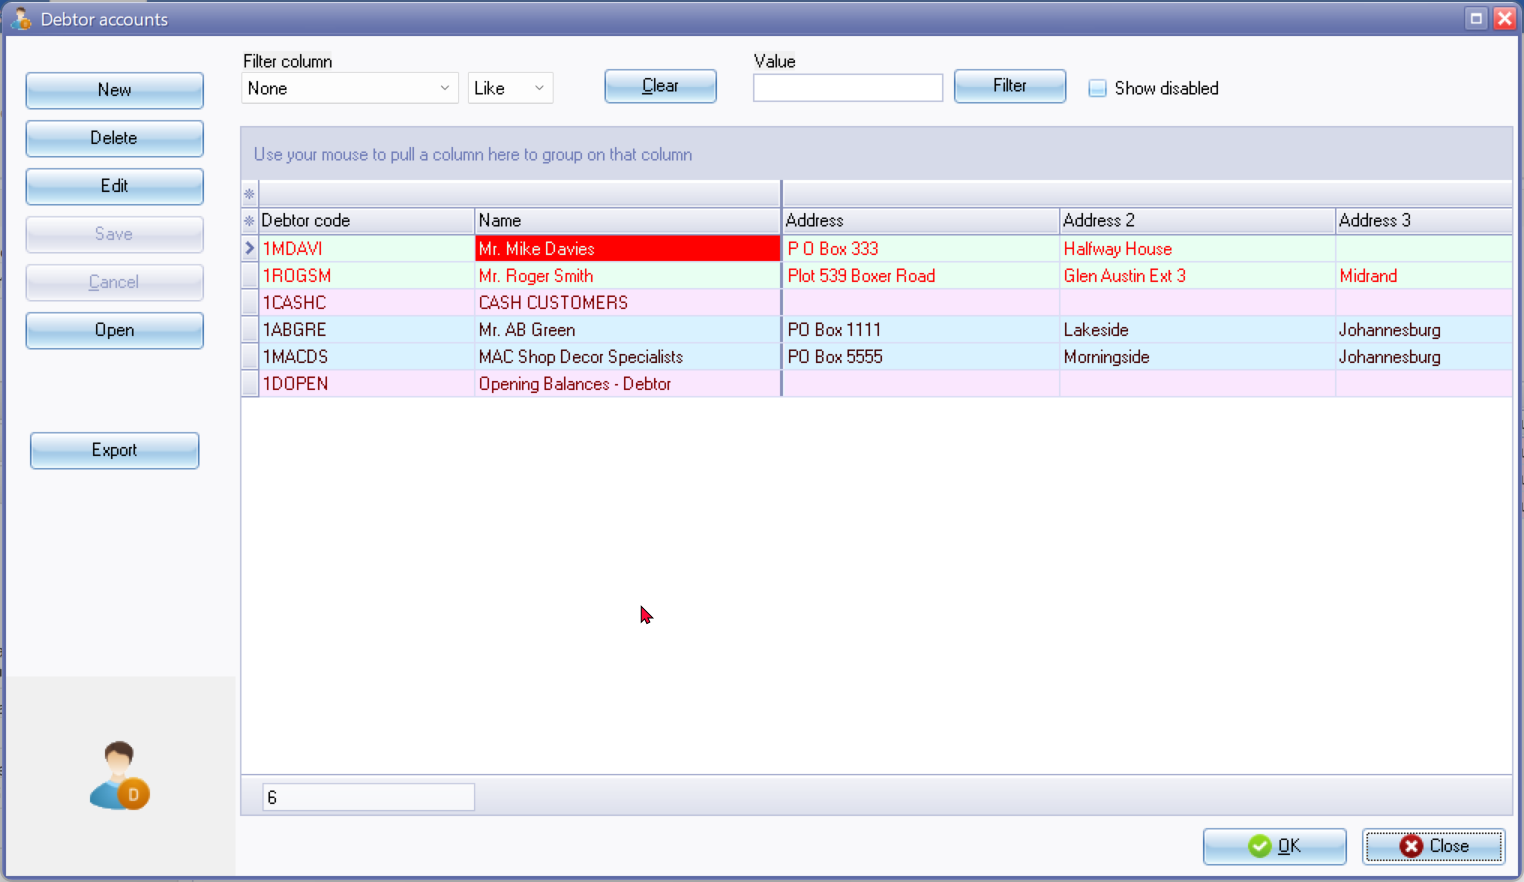 Debtor accounts
Filter column
Value
None
Like
Clear
Filter
Show disabled
New
Delete
Edit
Save
Cancel
Open
Export
Use your mouse to pull a column here to group on that column
Debtor code Name Address Address 2 Address 3
1MDAVI Mr. Mike Davies P O Box 333 Halfway House
1ROGSM Mr. Roger Smith Plot 539 Boxer Road Glen Austin Ext 3 Midrand
1CASHC CASH CUSTOMERS
1ABGRE Mr. AB Green PO Box 1111 Lakeside Johannesburg
1MACDS MAC Shop Decor Specialists PO Box 5555 Morningside Johannesburg
1DOPEN Opening Balances - Debtor
D
6
OK
Close